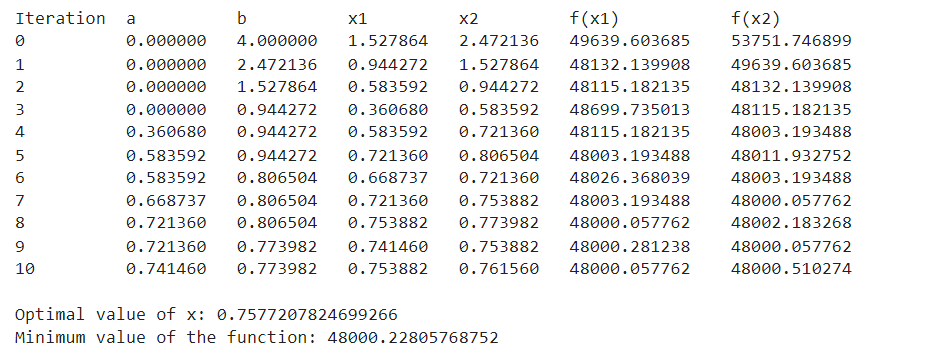 Iteration a b x1 x2 f(x1) f(x2)
0 0.000000 4.000000 1.527864 2.472136 49639.603685 53751.746899
1 0.000000 2.472136 0.944272 1.527864 48132.139908 49639.603685
2 0.000000 1.527864 0.583592 0.944272 48115.182135 48132.139908
3 0.000000 0.944272 0.360680 0.583592 48699.735013 48115.182135
4 0.360680 0.944272 0.583592 0.721360 48115.182135 48003.193488
5 0.583592 0.944272 0.721360 0.806504 48003.193488 48011.932752
6 0.583592 0.806504 0.668737 0.721360 48026.368039 48003.193488
7 0.668737 0.806504 0.721360 0.753882 48003.193488 48000.057762
8 0.721360 0.806504 0.753882 0.773982 48000.057762 48002.183268
9 0.721360 0.773982 0.741460 0.753882 48000.281238 48000.057762
10 0.741460 0.773982 0.753882 0.761560 48000.057762 48000.510274
Optimal value of x: 0.7577207824699266
Minimum value of the function: 48000.22805768752